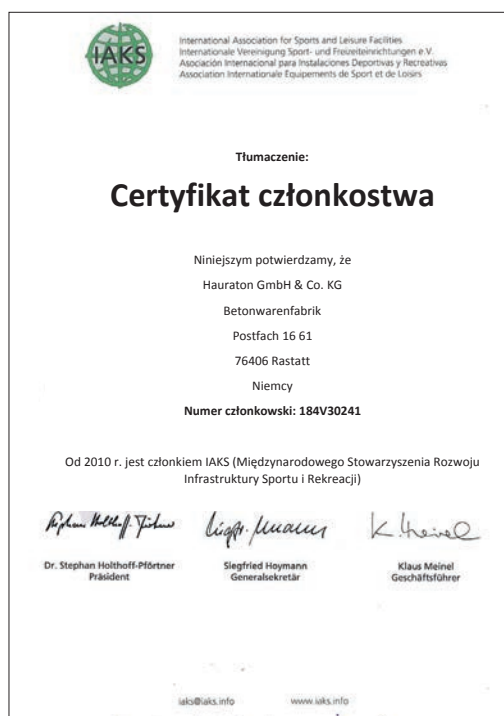 IAKS
International Association for Sports and Leisure Facilities
Internationale Vereinigung Sport- und Freizeiteinrichtungen e.V.
Asociación Internacional para Instalaciones Deportivas y Recreativas
Association Internationale Équipements de Sport et de Loisirs
Tłumaczenie:
Certyfikat członkostwa
Niniejszym potwierdzamy, że
Hauraton GmbH & Co. KG
Betonwarenfabrik
Postfach 16 61
76406 Rastatt
Niemcy
Numer członkowski: 184V30241
Od 2010 r. jest członkiem IAKS (Międzynarodowego Stowarzyszenia Rozwoju
Infrastruktury Sportu i Rekreacji)
K. Meinel
Dr. Stephan Holthoff-Pförtner
Präsident
Siegfried Hoymann
Generalsekretär
Klaus Meinel
Geschäftsführer
iaks@iaks.info www.iaks.info